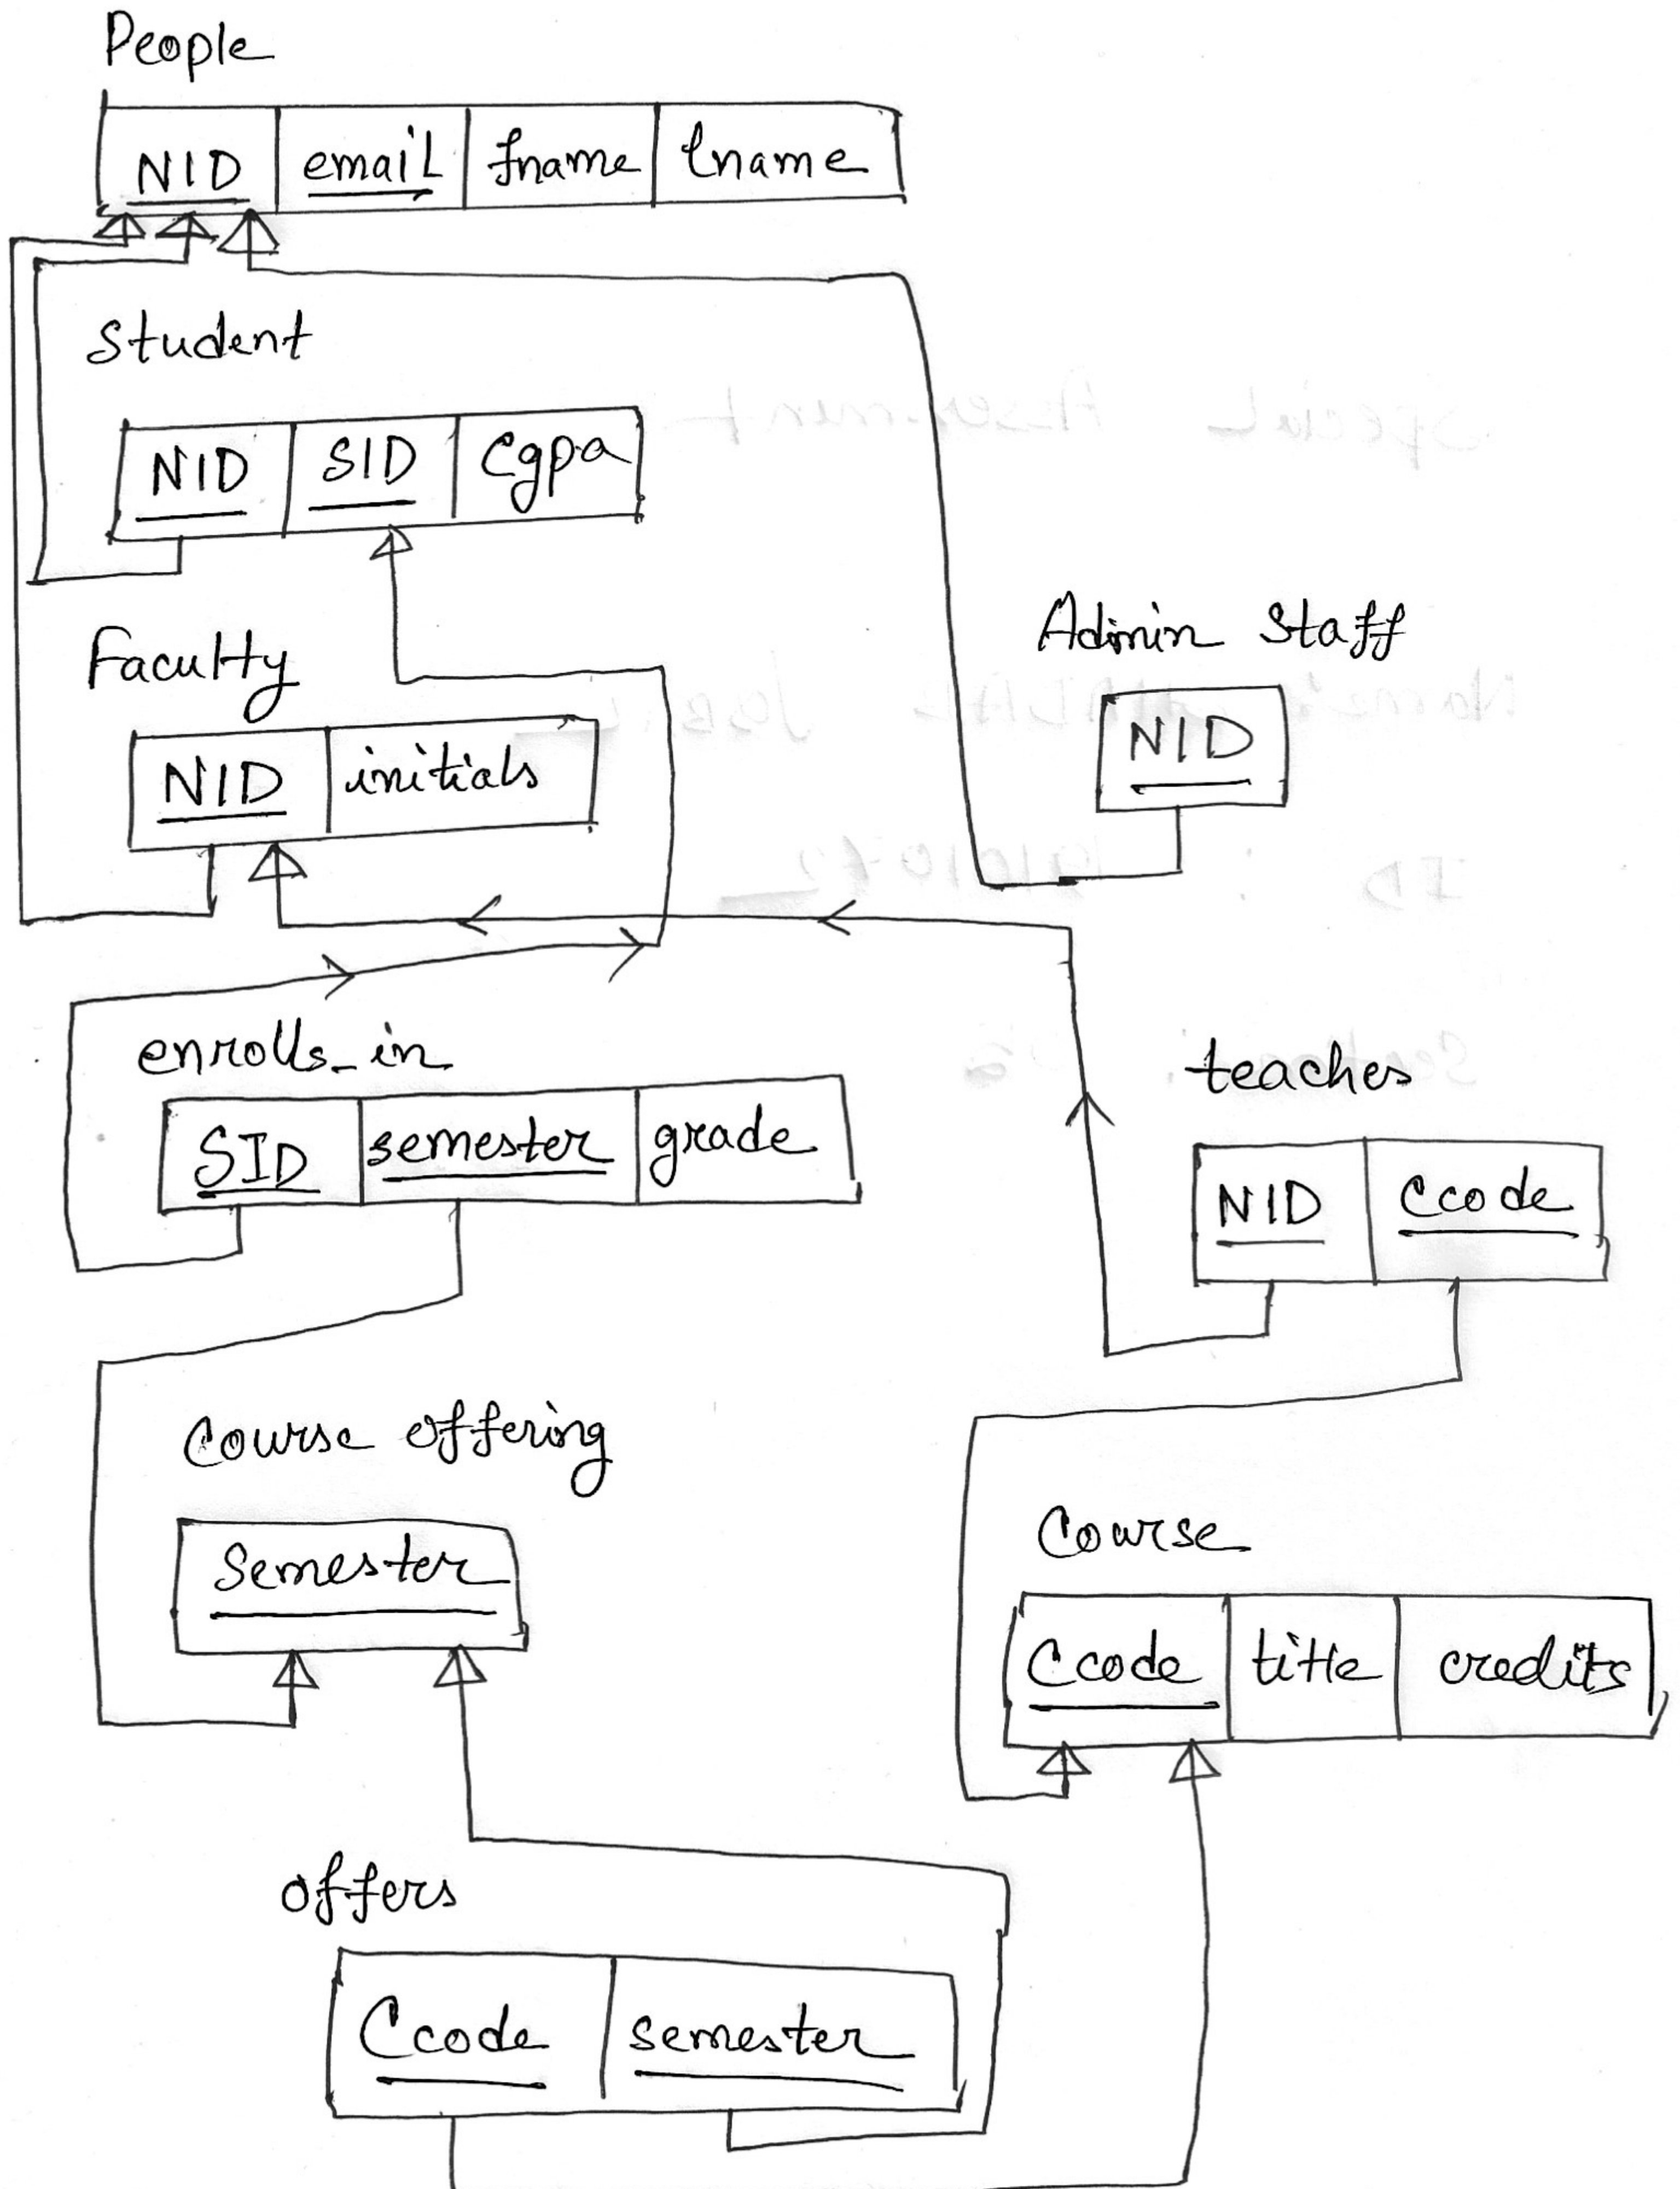 People
NID email fname lname
Student
NID SID Cgpa
Faculty
NID initials
Admin Staff
NID
enrolls_in
SID semester grade
teaches
NID Ccode
Course offering
Semester
Course
Ccode title credits
offers
Ccode semester